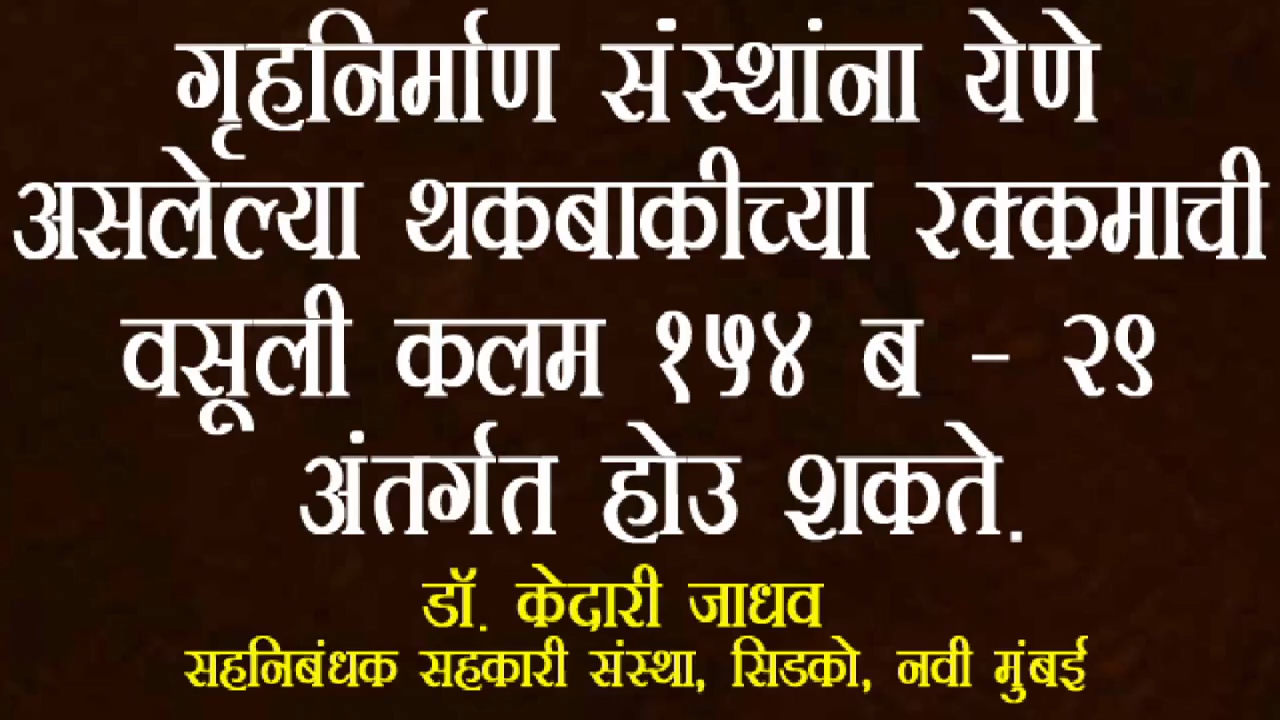 गृहनिर्माण संस्थांना येणे
असलेल्या थकबाकीच्या रक्कमाची
वसूली कलम १५४ ब - २९
अंतर्गत होउ शकते.
डॉ. केदारी जाधव
सहनिबंधक सहकारी संस्था, सिडको, नवी मुंबई